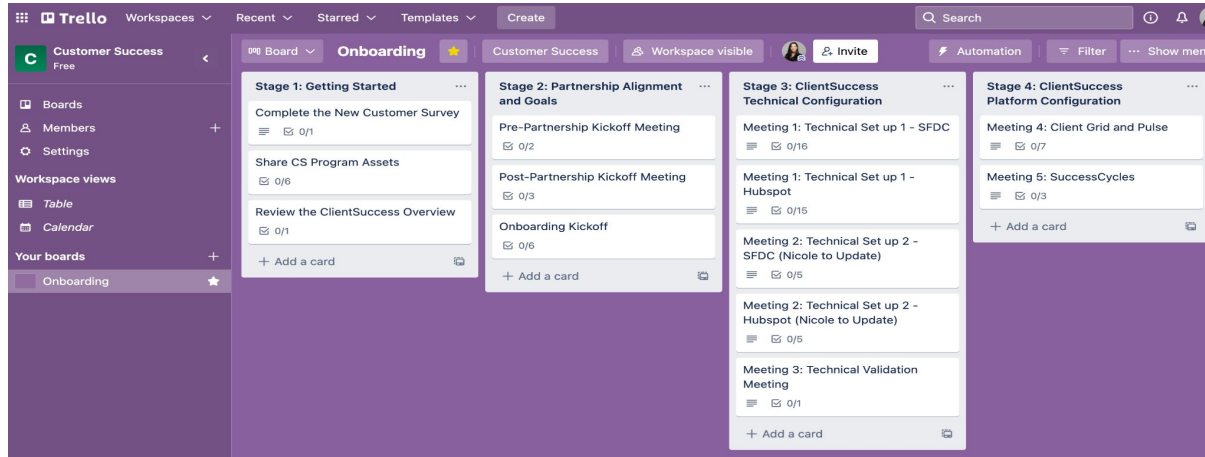 Trello Workspaces Recent Starred Templates Create Search
C Customer Success
Free
Board Onboarding Customer Success Workspace visible Invite Automation Filter ... Show men
Boards
Members +
Settings
Workspace views
Table
Calendar
Your boards +
Onboarding
Stage 1: Getting Started ...
Complete the New Customer Survey
0/1
Share CS Program Assets
0/6
Review the ClientSuccess Overview
0/1
+ Add a card
Stage 2: Partnership Alignment ...
and Goals
Pre-Partnership Kickoff Meeting
0/2
Post-Partnership Kickoff Meeting
0/3
Onboarding Kickoff
0/6
+ Add a card
Stage 3: ClientSuccess ...
Technical Configuration
Meeting 1: Technical Set up 1 - SFDC
0/16
Meeting 1: Technical Set up 1 -
Hubspot
0/15
Meeting 2: Technical Set up 2 -
SFDC (Nicole to Update)
0/5
Meeting 2: Technical Set up 2 -
Hubspot (Nicole to Update)
0/5
Meeting 3: Technical Validation
Meeting
0/1
+ Add a card
Stage 4: ClientSuccess ...
Platform Configuration
Meeting 4: Client Grid and Pulse
0/7
Meeting 5: SuccessCycles
0/3
+ Add a card